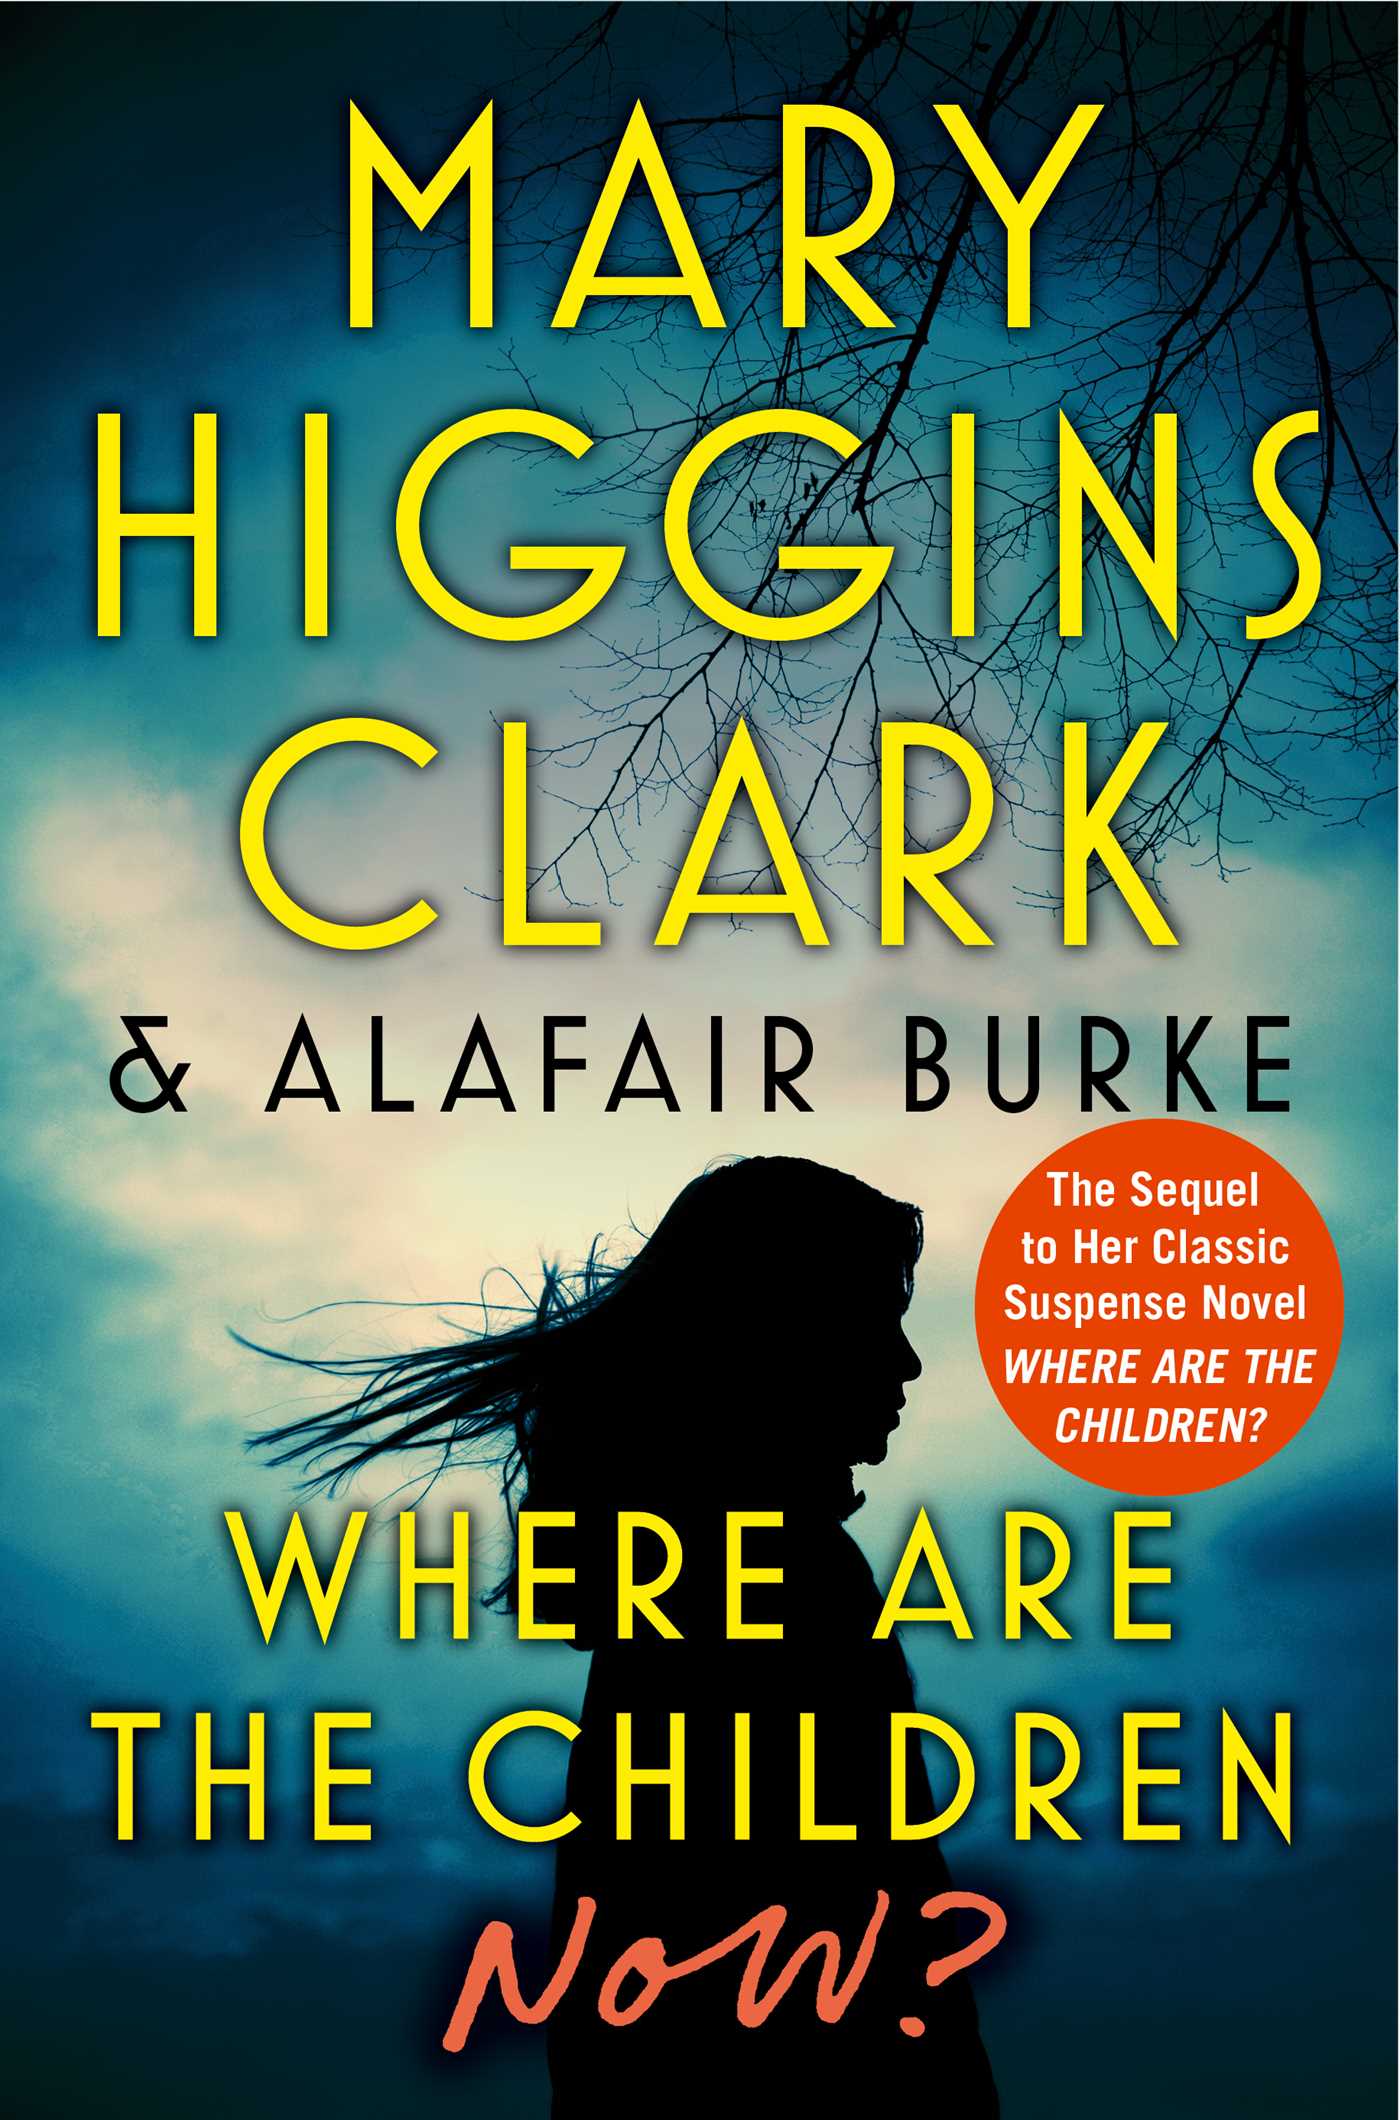 MARY
HIGGINS
CLARK
& ALAFAIR BURKE
The Sequel
to Her Classic
Suspense Novel
WHERE ARE THE
CHILDREN?
WHERE ARE
THE CHILDREN
Now?